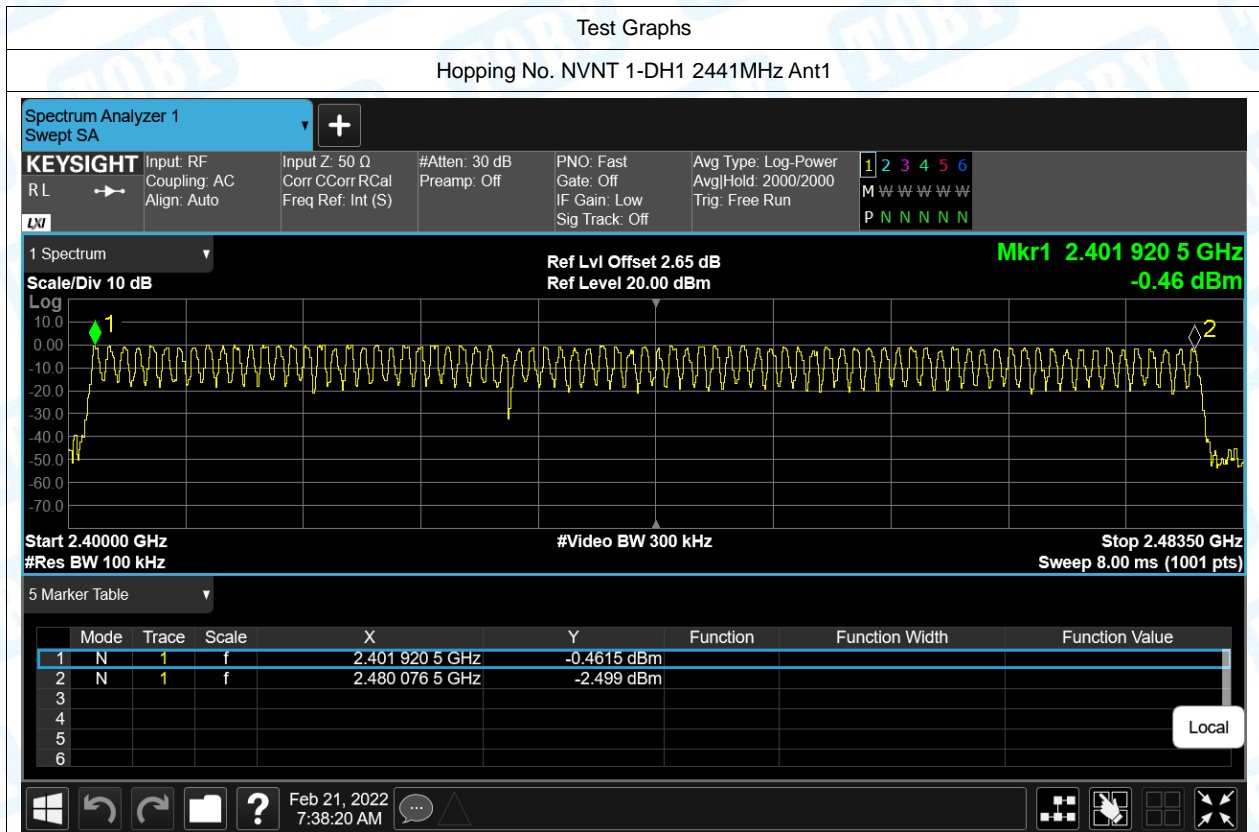 Test Graphs
Hopping No. NVNT 1-DH1 2441MHz Ant1
Spectrum Analyzer 1
Swept SA
+
KEYSIGHT
R L
LXI
Input: RF
Coupling: AC
Align: Auto
Input Z: 50 Ω
Corr CCorr RCal
Freq Ref: Int (S)
#Atten: 30 dB
Preamp: Off
PNO: Fast
Gate: Off
IF Gain: Low
Sig Track: Off
Avg Type: Log-Power
Avg|Hold: 2000/2000
Trig: Free Run
1 2 3 4 5 6
M W W W W W
P N N N N N
1 Spectrum
Scale/Div 10 dB
Ref Lvl Offset 2.65 dB
Ref Level 20.00 dBm
Mkr1 2.401 920 5 GHz
-0.46 dBm
Log
10.0
0.00
-10.0
-20.0
-30.0
-40.0
-50.0
-60.0
-70.0
1
2
Start 2.40000 GHz
#Res BW 100 kHz
#Video BW 300 kHz
Stop 2.48350 GHz
Sweep 8.00 ms (1001 pts)
5 Marker Table
Mode Trace Scale X Y Function Function Width Function Value
1 N 1 f 2.401 920 5 GHz -0.4615 dBm
2 N 1 f 2.480 076 5 GHz -2.499 dBm
3
4
5
6
Local
?
Feb 21, 2022
7:38:20 AM
TOBY